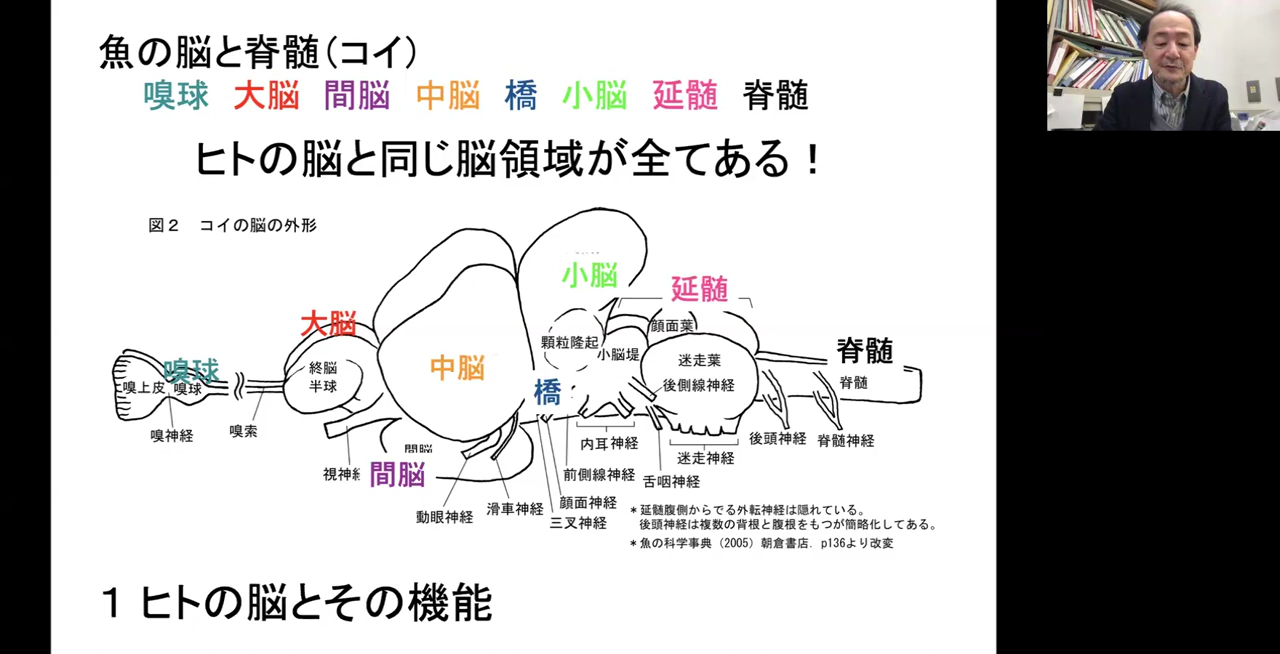 魚の脳と脊髄(コイ)
嗅球 大脳 間脳 中脳 橋 小脳 延髄 脊髄
ヒトの脳と同じ脳領域が全てある!
図2 コイの脳の外形
小脳
延髄
大脳
顔面葉
顆粒隆起
小脳堤
脊髄
嗅球
終脳
半球
中脳
迷走葉
後側線神経
脊髄
嗅上皮 嗅球
橋
嗅神経
嗅索
内耳神経
後頭神経 脊髄神経
間脳
迷走神経
視神経
間脳
前側線神経
舌咽神経
動眼神経
滑車神経
顔面神経
三叉神経
*延髄腹側からでる外転神経は隠れている。
後頭神経は複数の背根と腹根をもつが簡略化してある。
*魚の科学事典(2005)朝倉書店. p136より改変
1 ヒトの脳とその機能